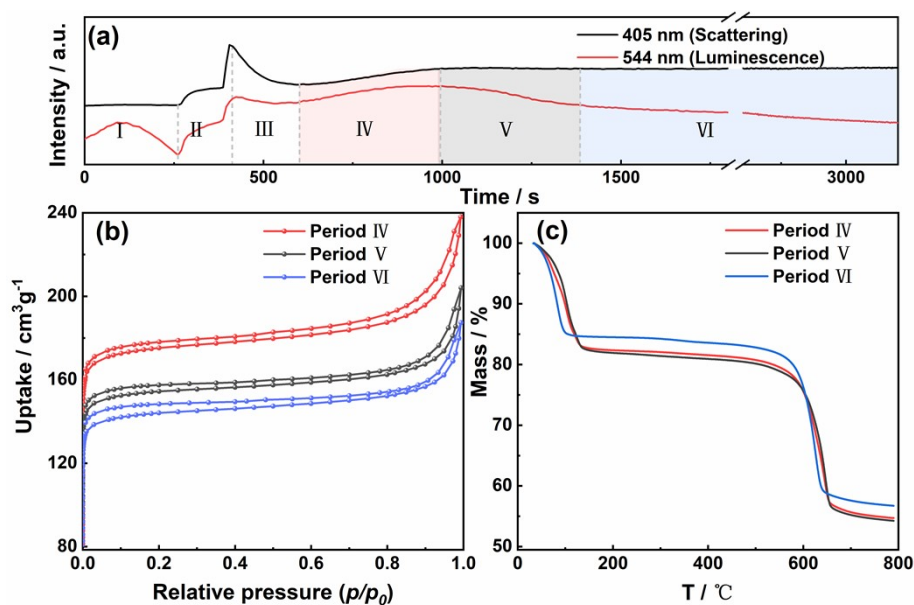 (a)
405 nm (Scattering)
544 nm (Luminescence)
Intensity / a.u.
Ⅰ Ⅱ Ⅲ Ⅳ Ⅴ Ⅵ
0 500 1000 1500 3000
Time / s
(b)
Period Ⅳ
Period Ⅴ
Period Ⅵ
Uptake / cm³g⁻¹
240
200
160
120
80
0.0 0.2 0.4 0.6 0.8 1.0
Relative pressure (p/p₀)
(c)
Period Ⅳ
Period Ⅴ
Period Ⅵ
Mass / %
100
90
80
70
60
50
0 200 400 600 800
T / ℃